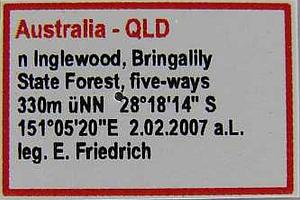 Australia - QLD
n Inglewood, Bringalily
State Forest, five-ways
330m üNN 28°18'14" S
151°05'20"E 2.02.2007 a.L.
leg. E. Friedrich